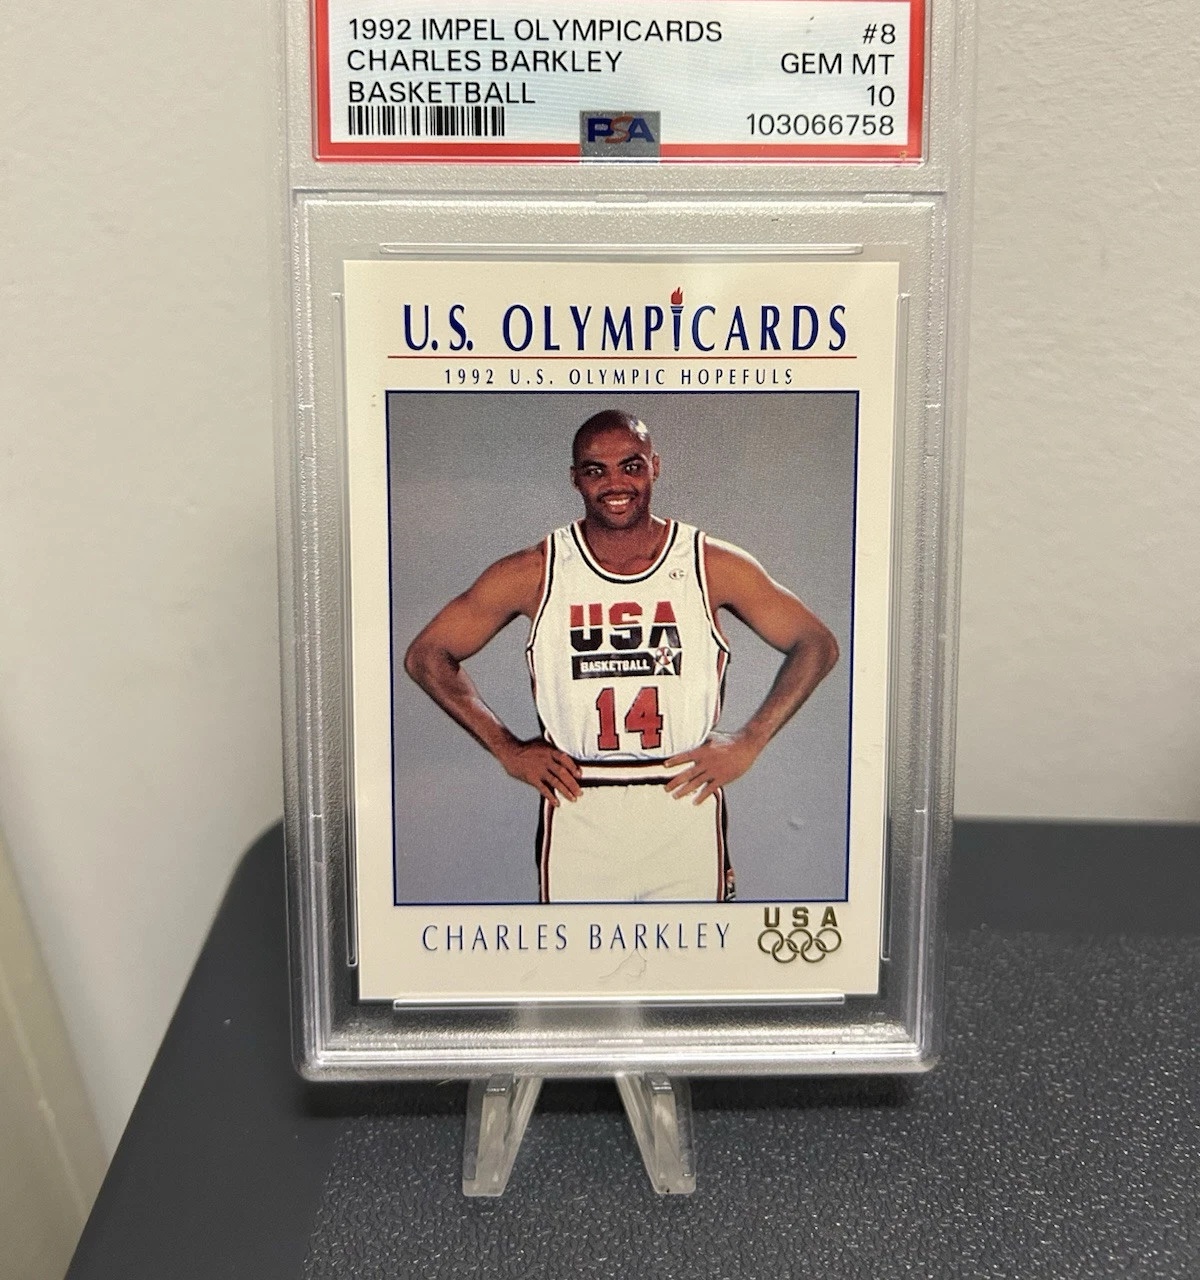 1992 IMPEL OLYMPICARDS #8
CHARLES BARKLEY GEM MT
BASKETBALL 10
PSA 103066758
U.S. OLYMPICARDS
1992 U.S. OLYMPIC HOPEFULS
USA
BASKETBALL
14
CHARLES BARKLEY
USA